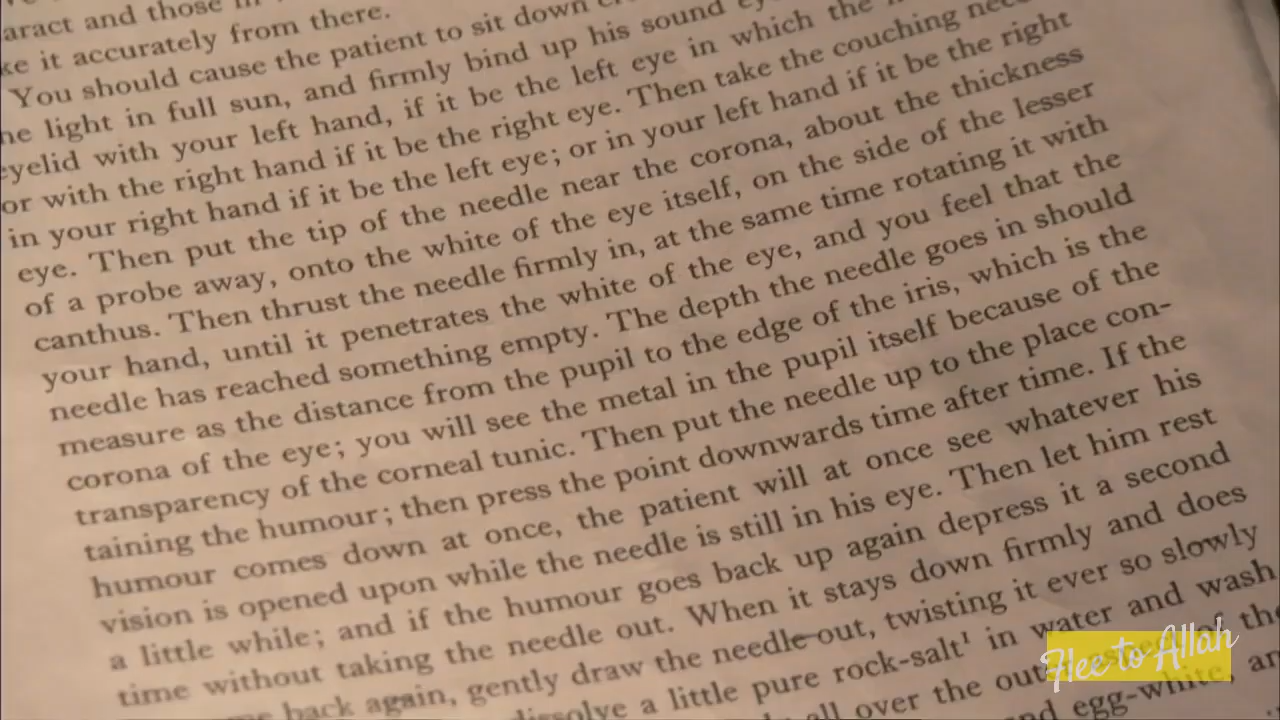 aract and those in
ke it accurately from there.
You should cause the patient to sit down
he light in full sun, and firmly bind up his sound
eyelid with your left hand, if it be the left eye in which the
or with the right hand if it be the right eye. Then take the couching
in your right hand if it be the left eye; or in your left hand if it be the right
eye. Then put the tip of the needle near the corona, about the thickness
of a probe away, onto the white of the eye itself, on the side of the lesser
canthus. Then thrust the needle firmly in, at the same time rotating it with
your hand, until it penetrates the white of the eye, and you feel that the
needle has reached something empty. The depth the needle goes in should
measure as the distance from the pupil to the edge of the iris, which is the
corona of the eye; you will see the metal in the pupil itself because of the
transparency of the corneal tunic. Then put the needle up to the place con-
taining the humour; then press the point downwards time after time. If the
humour comes down at once, the patient will at once see whatever his
vision is opened upon while the needle is still in his eye. Then let him rest
a little while; and if the humour goes back up again depress it a second
time without taking the needle out. When it stays down firmly and does
back again, gently draw the needle out, twisting it ever so slowly
dissolve a little pure rock-salt¹ in water and wash
all over the of the
and egg-white, an
Flee to Allah